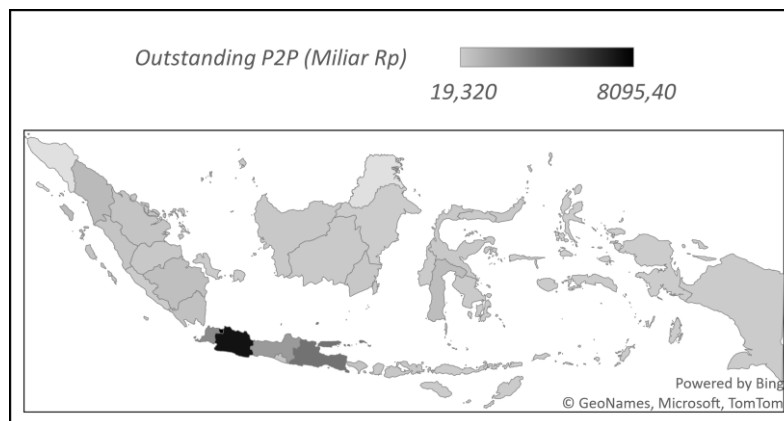 Outstanding P2P (Miliar Rp)
19,320 8095,40
Powered by Bing
© GeoNames, Microsoft, TomTom